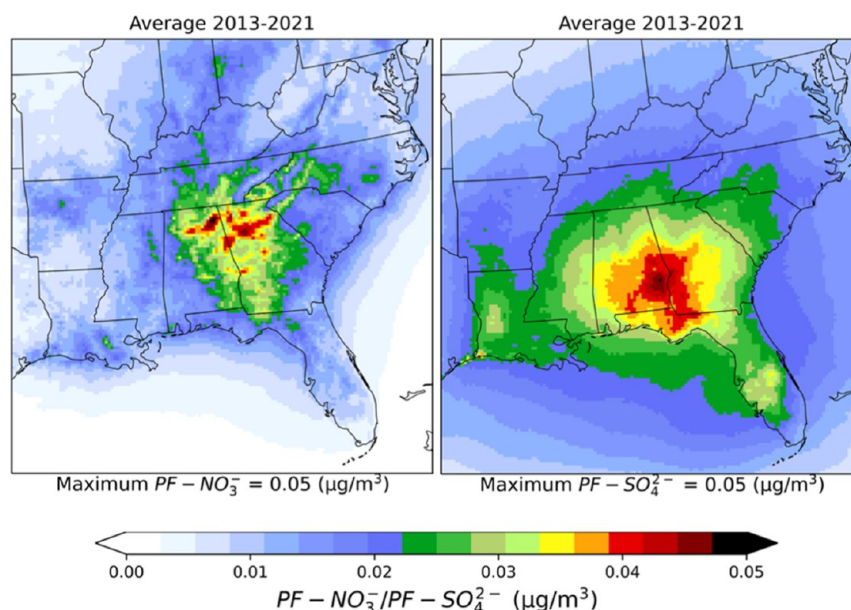 Average 2013-2021
Average 2013-2021
Maximum PF − NO₃⁻ = 0.05 (μg/m³)
Maximum PF − SO₄²⁻ = 0.05 (μg/m³)
0.00 0.01 0.02 0.03 0.04 0.05
PF − NO₃⁻/PF − SO₄²⁻ (μg/m³)